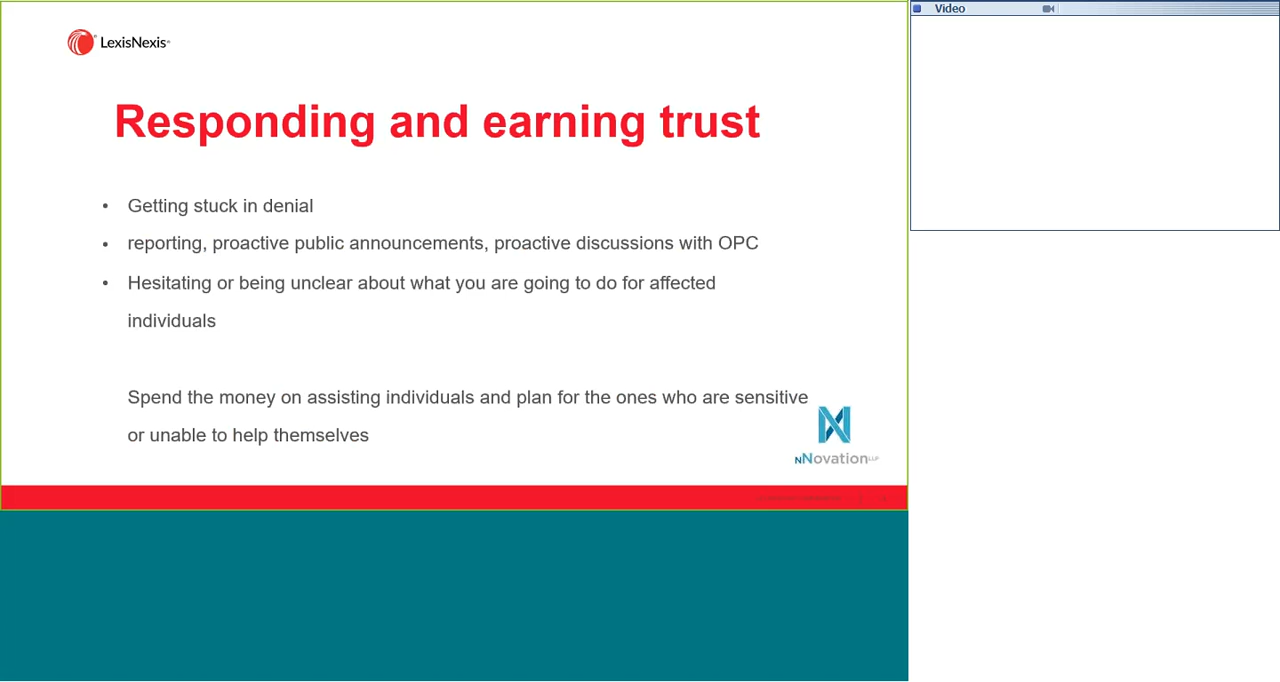 Video
LexisNexis®
Responding and earning trust
• Getting stuck in denial
• reporting, proactive public announcements, proactive discussions with OPC
• Hesitating or being unclear about what you are going to do for affected
individuals
Spend the money on assisting individuals and plan for the ones who are sensitive
or unable to help themselves
nNovation LLP